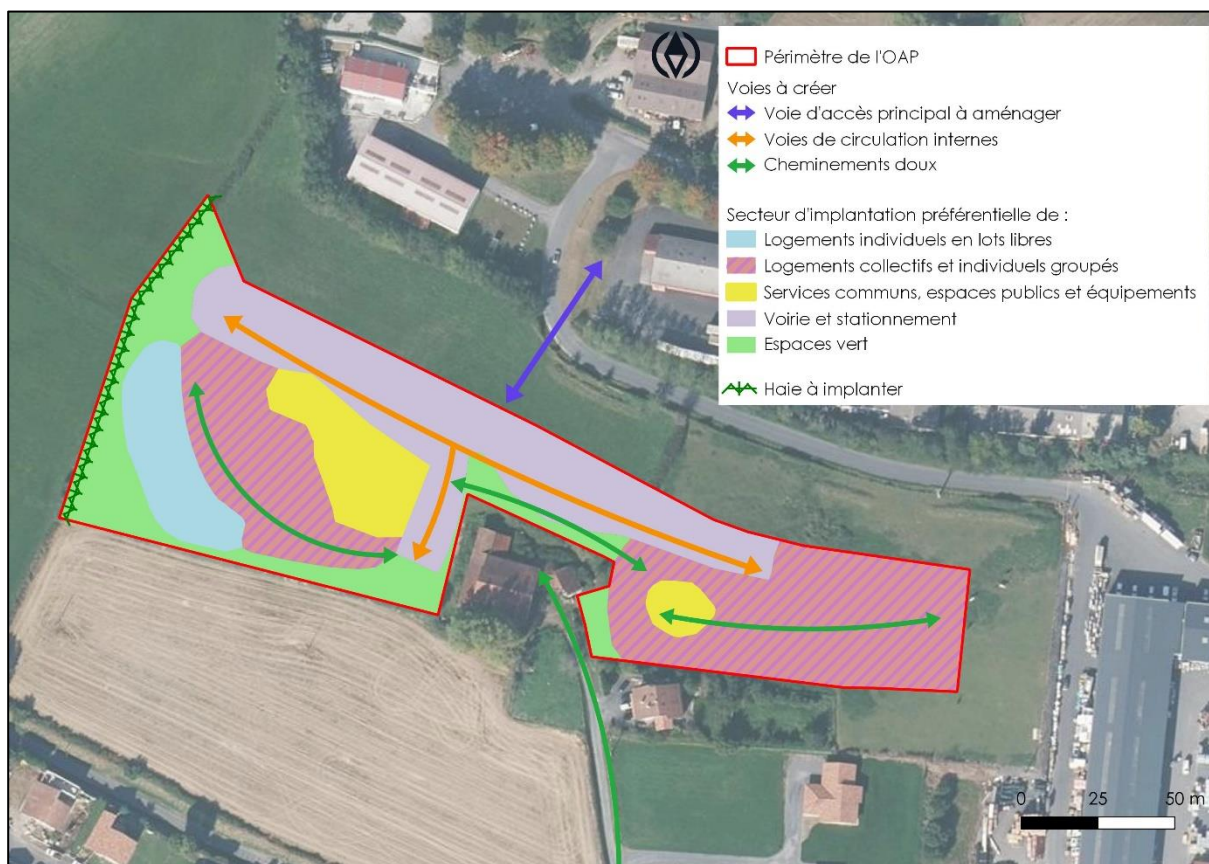 Périmètre de l'OAP
Voies à créer
Voie d'accès principal à aménager
Voies de circulation internes
Cheminements doux
Secteur d'implantation préférentielle de :
Logements individuels en lots libres
Logements collectifs et individuels groupés
Services communs, espaces publics et équipements
Voirie et stationnement
Espaces vert
Haie à implanter
0 25 50 m